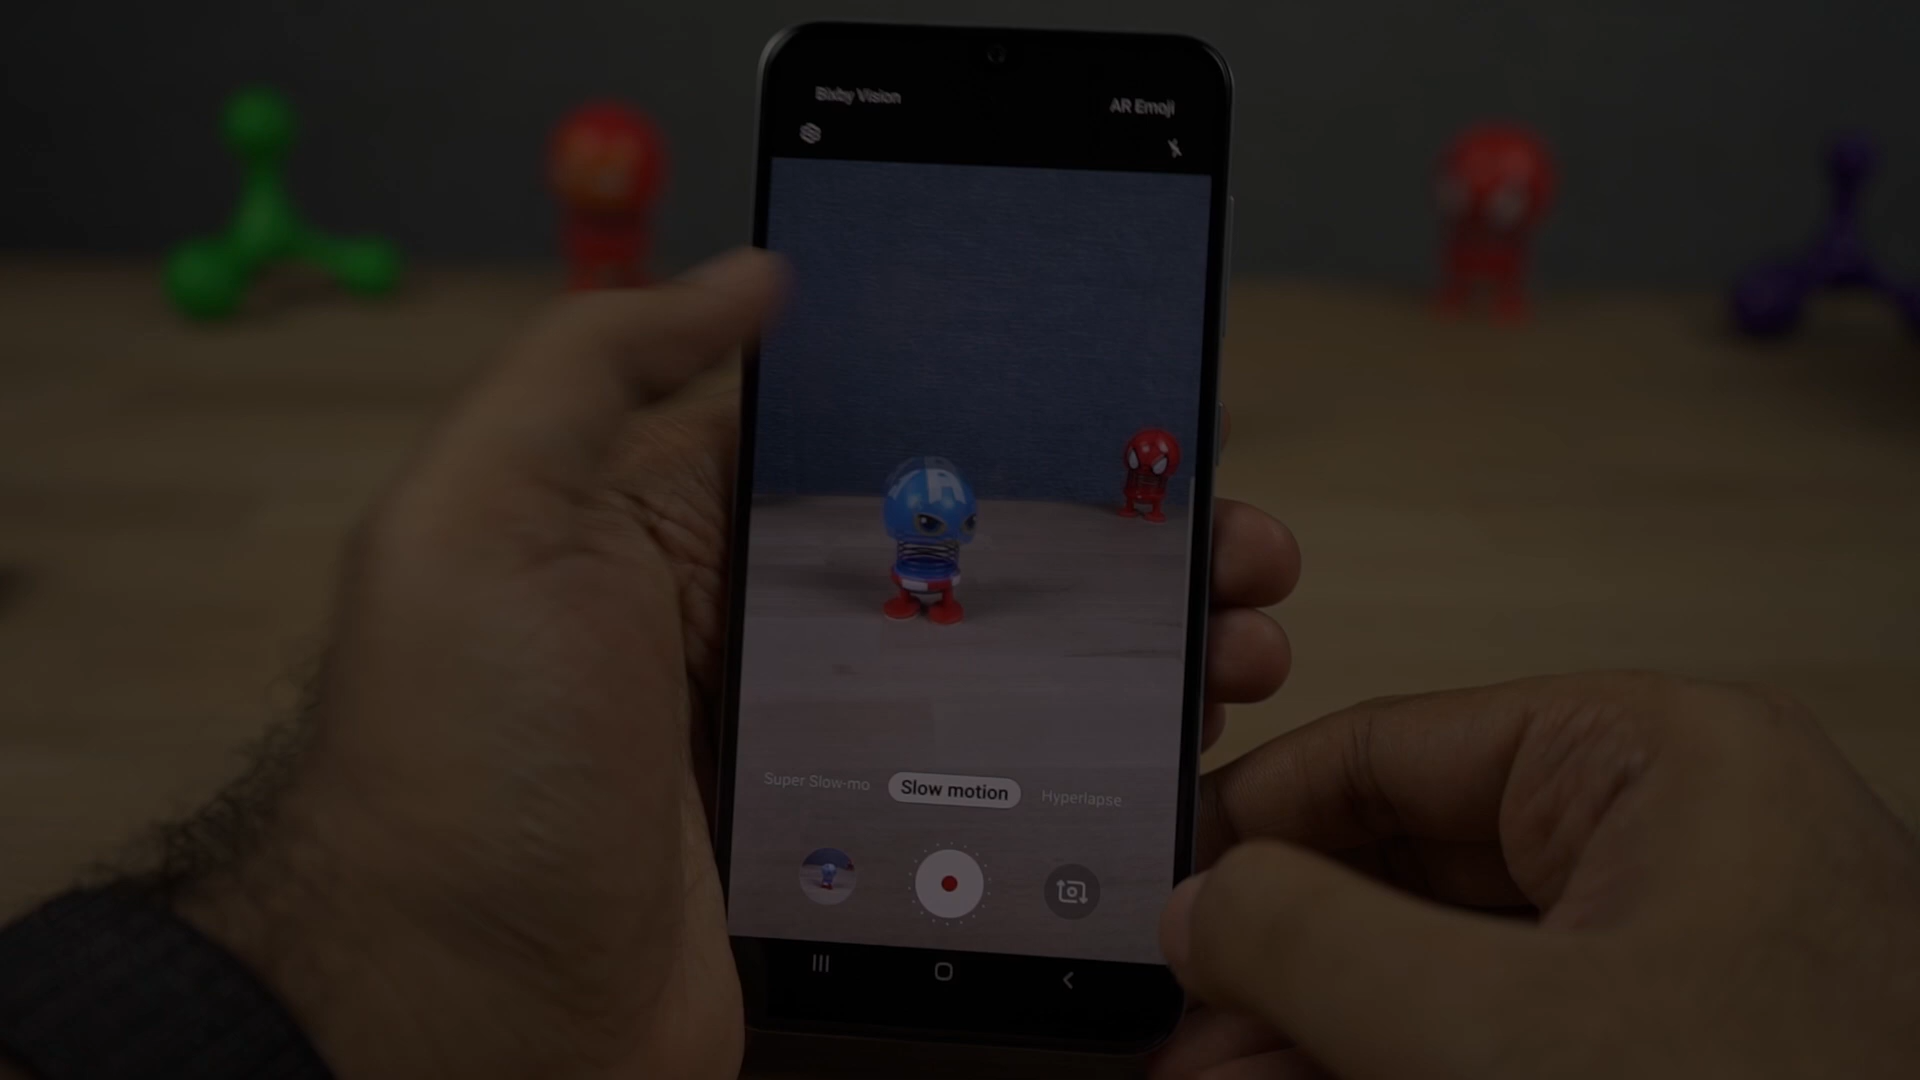 Bixby Vision
AR Emoji
Super Slow-mo
Slow motion
Hyperlapse